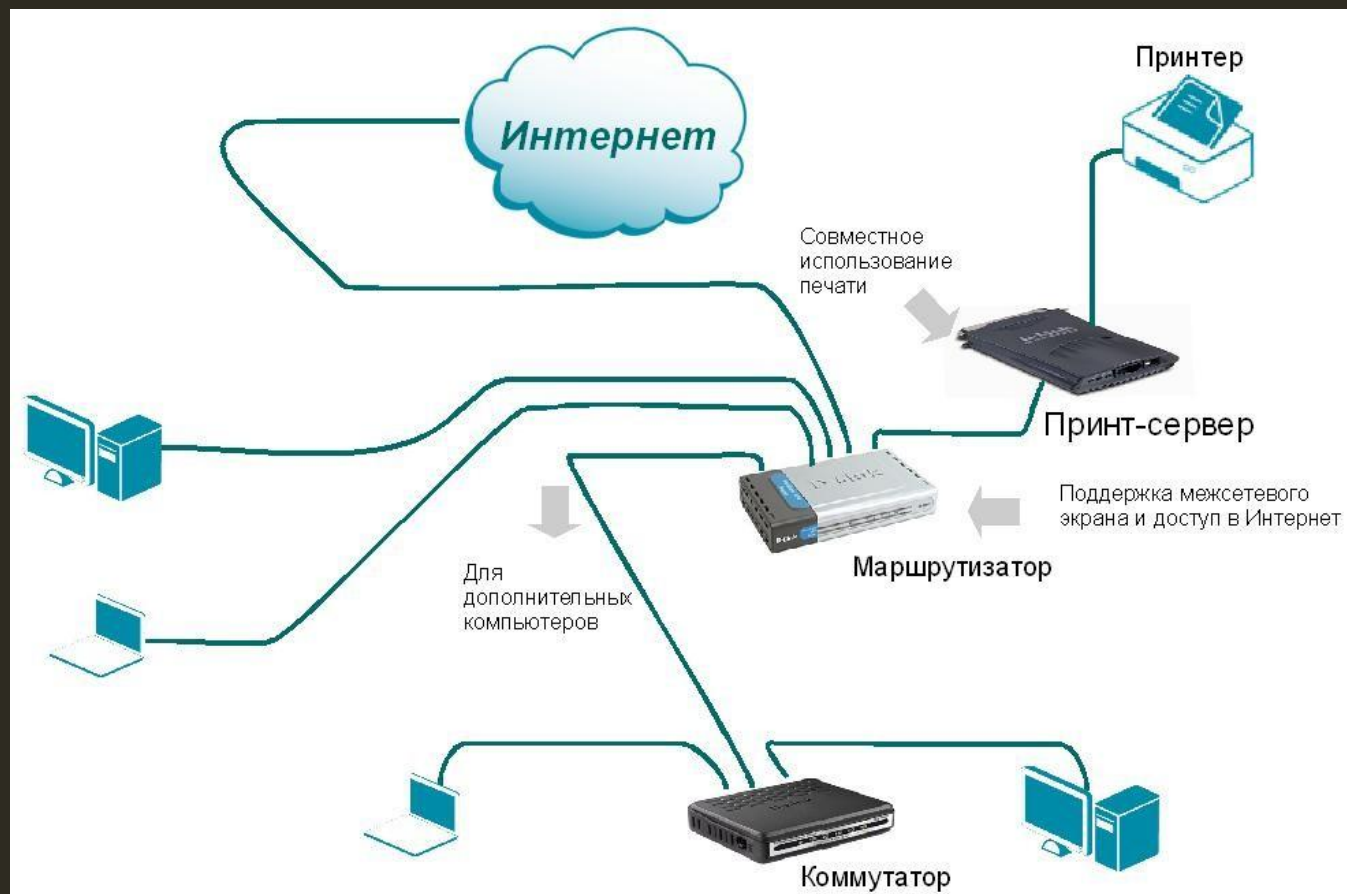 Принтер
Интернет
Совместное
использование
печати
Принт-сервер
Поддержка межсетевого
экрана и доступ в Интернет
Маршрутизатор
Для
дополнительных
компьютеров
Коммутатор